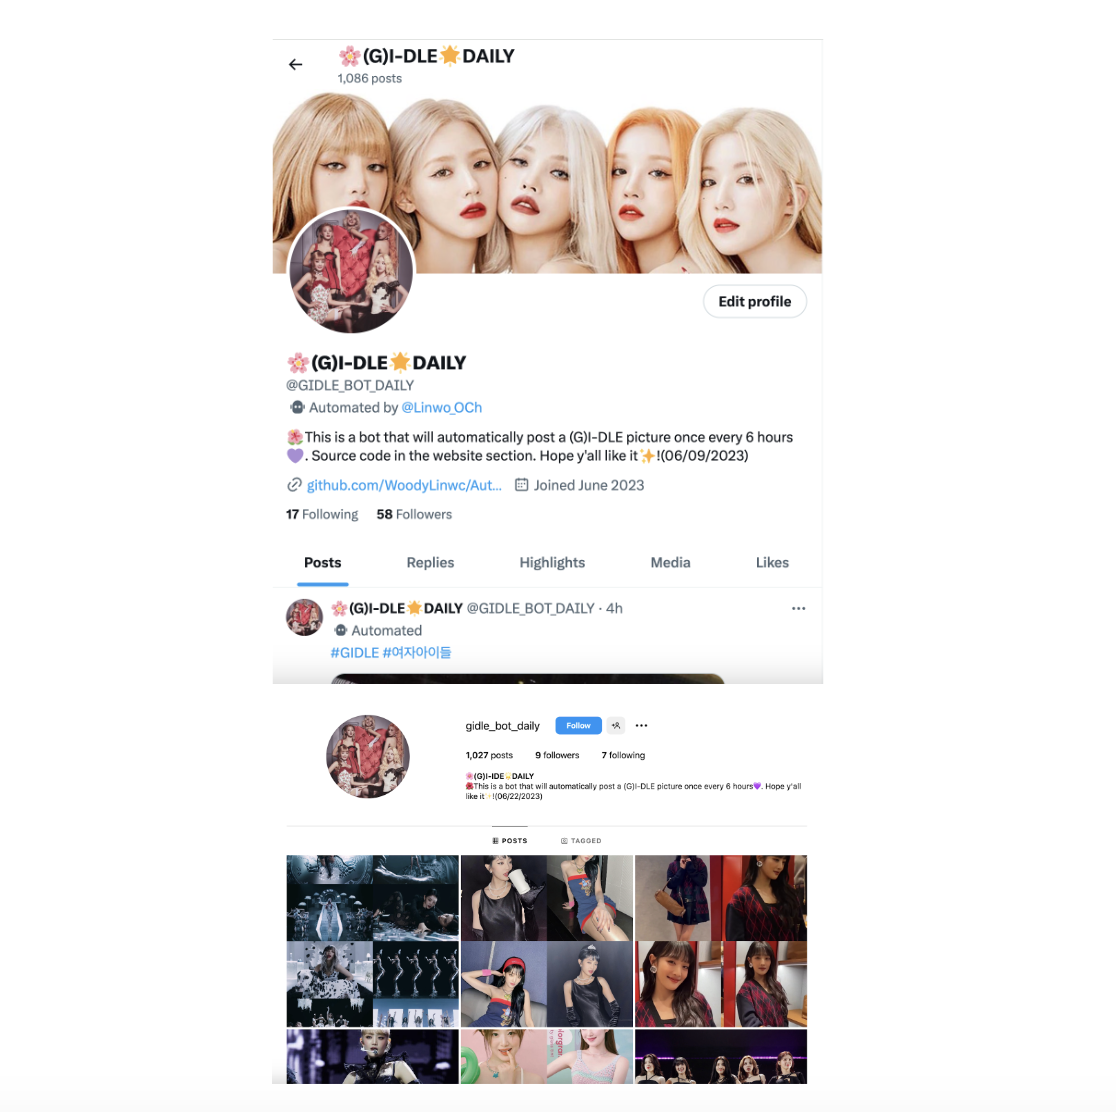 🌸(G)I-DLE🌟DAILY
1,086 posts
Edit profile
🌸(G)I-DLE🌟DAILY
@GIDLE_BOT_DAILY
Automated by @Linwo_OCh
🌺This is a bot that will automatically post a (G)I-DLE picture once every 6 hours
💜. Source code in the website section. Hope y'all like it✨!(06/09/2023)
github.com/WoodyLinwc/Aut... Joined June 2023
17 Following 58 Followers
Posts Replies Highlights Media Likes
🌸(G)I-DLE🌟DAILY @GIDLE_BOT_DAILY · 4h
Automated
#GIDLE #여자아이들
gidle_bot_daily Follow
1,027 posts 9 followers 7 following
🌸(G)I-IDE🌟DAILY
🌺This is a bot that will automatically post a (G)I-DLE picture once every 6 hours💜. Hope y'all
like it✨!(06/22/2023)
POSTS TAGGED